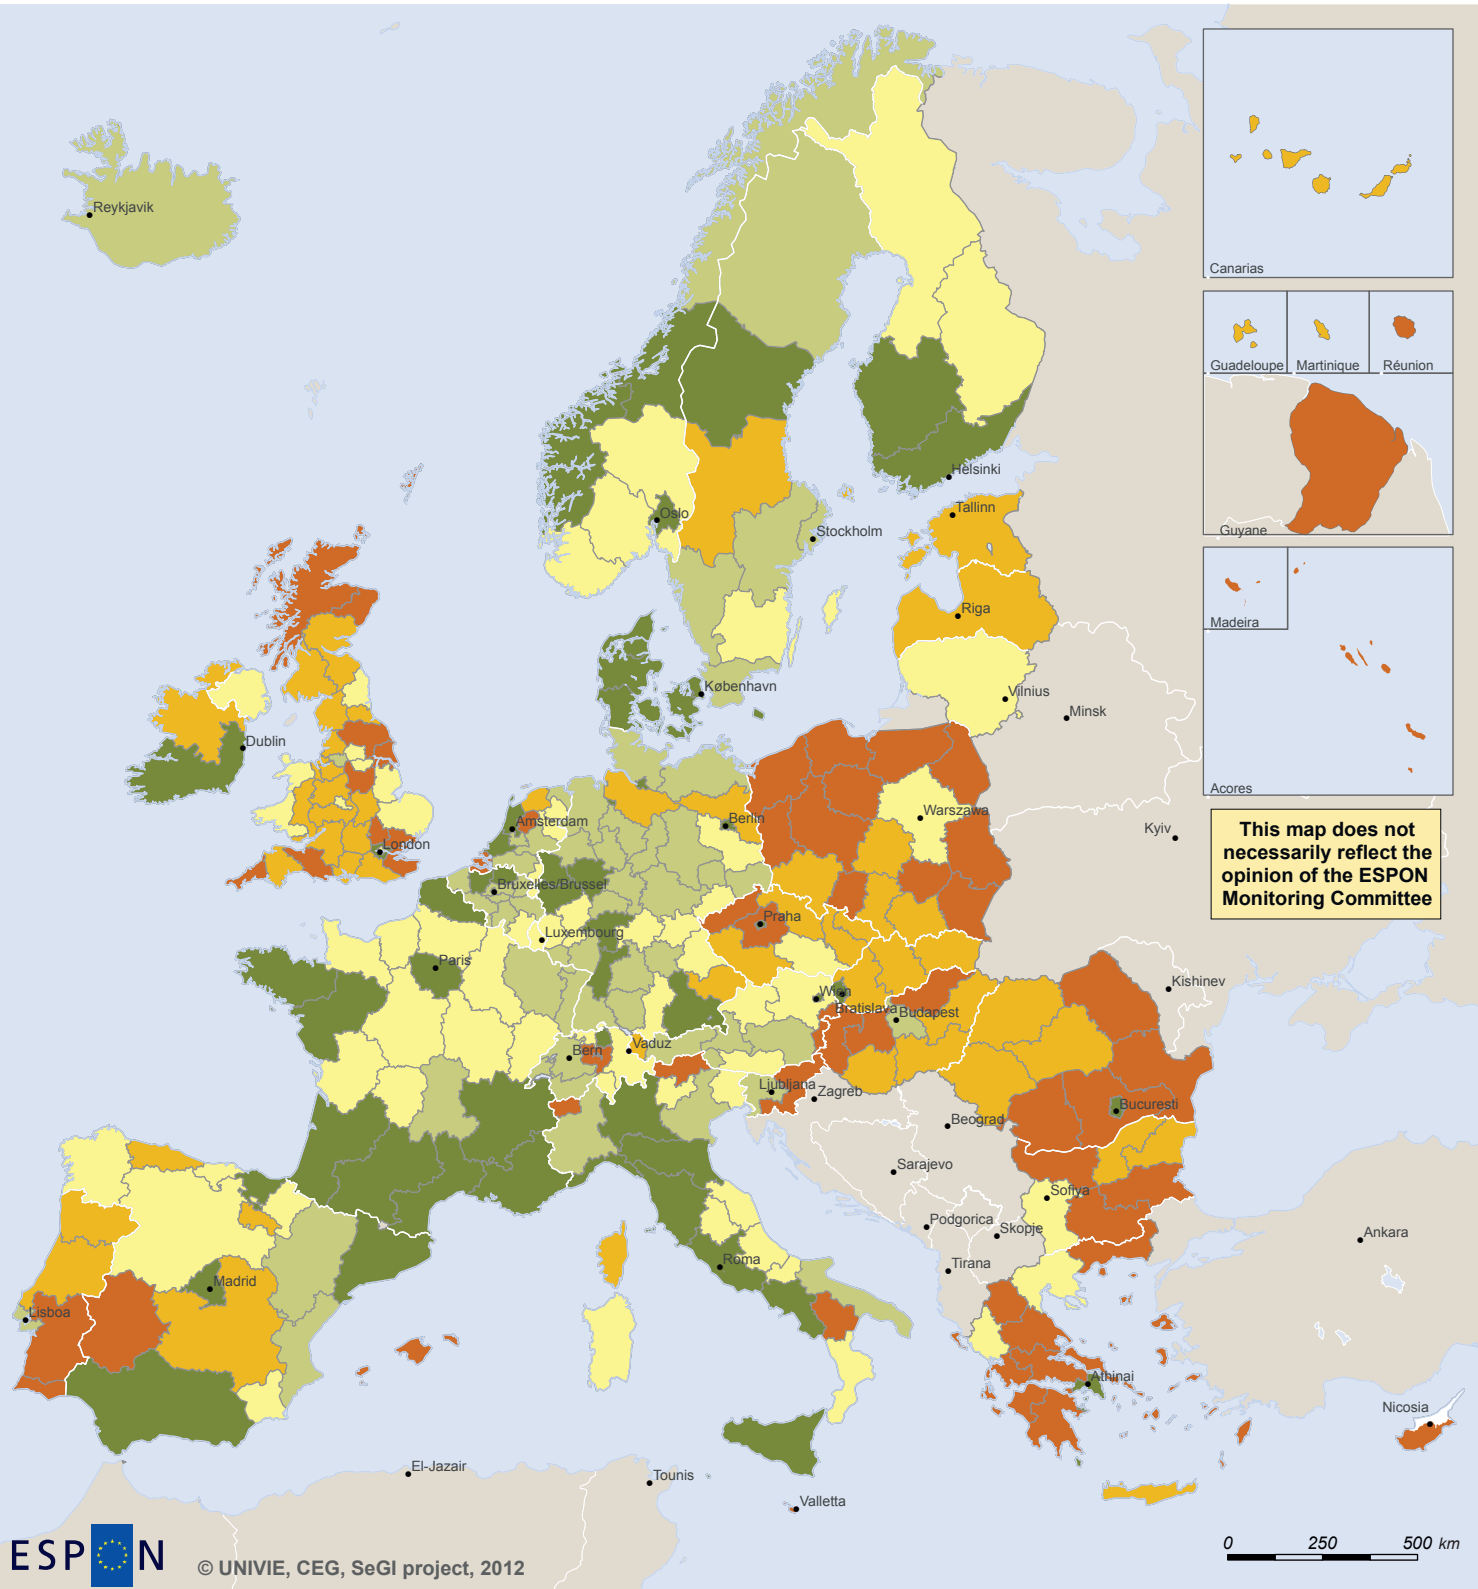 Reykjavik
Canarias
Guadeloupe
Martinique
Réunion
Guyane
Helsinki
Oslo
Tallinn
Stockholm
Riga
Madeira
København
Vilnius
Minsk
Dublin
Acores
Warszawa
Amsterdam
Berlin
Kyiv
London
This map does not
necessarily reflect the
opinion of the ESPON
Monitoring Committee
Bruxelles/Brussel
Praha
Luxembourg
Paris
Kishinev
Wien
Bratislava
Budapest
Vaduz
Bern
Ljubljana
Zagreb
Bucuresti
Beograd
Sarajevo
Sofiya
Podgorica
Skopje
Ankara
Roma
Tirana
Madrid
Lisboa
Athinai
Nicosia
El-Jazair
Tounis
Valletta
ESPON
© UNIVIE, CEG, SeGI project, 2012
0 250 500 km